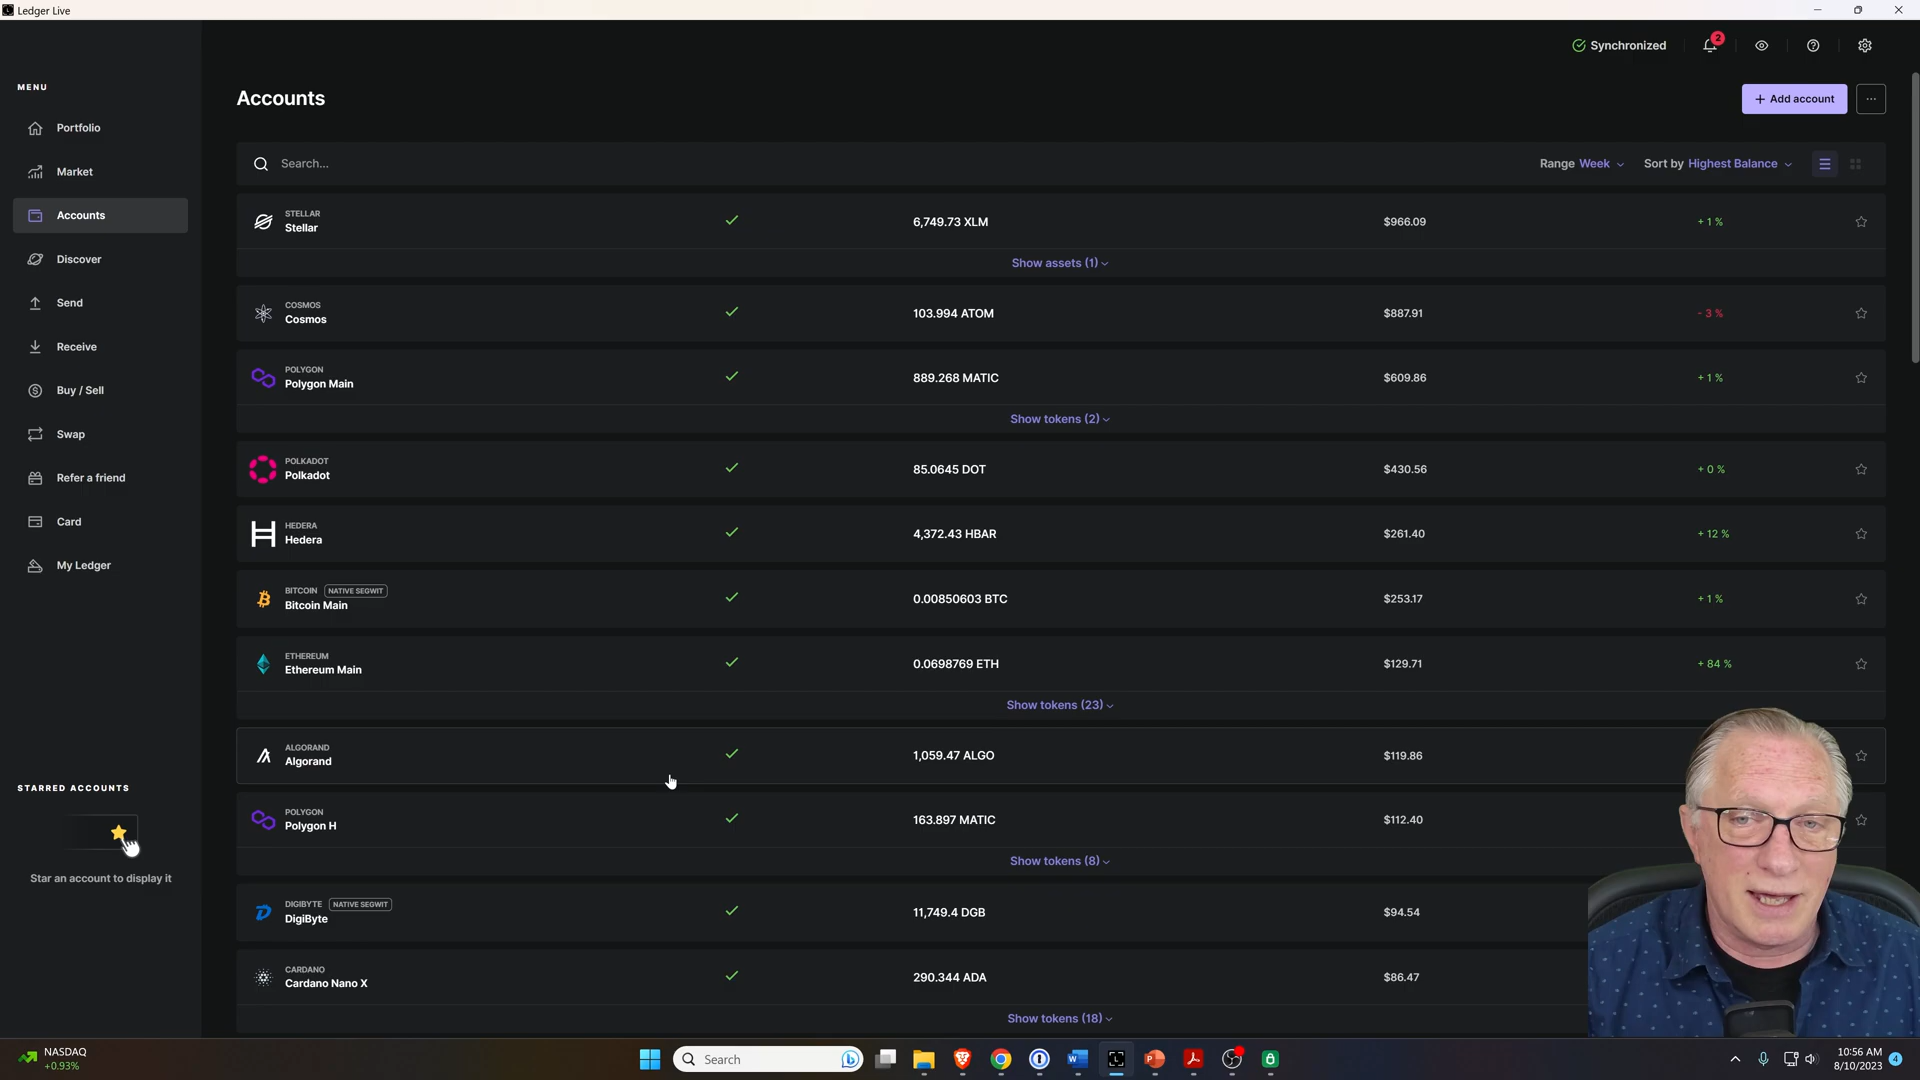 Ledger Live
Synchronized
2
MENU
Portfolio
Market
Accounts
Discover
Send
Receive
Buy / Sell
Swap
Refer a friend
Card
My Ledger
STARRED ACCOUNTS
Star an account to display it
Accounts
+ Add account
Search...
Range Week
Sort by Highest Balance
STELLAR
Stellar
6,749.73 XLM
$966.09
+ 1 %
Show assets (1)
COSMOS
Cosmos
103.994 ATOM
$887.91
- 3 %
POLYGON
Polygon Main
889.268 MATIC
$609.86
+ 1 %
Show tokens (2)
POLKADOT
Polkadot
85.0645 DOT
$430.56
+ 0 %
HEDERA
Hedera
4,372.43 HBAR
$261.40
+ 12 %
BITCOIN NATIVE SEGWIT
Bitcoin Main
0.00850603 BTC
$253.17
+ 1 %
ETHEREUM
Ethereum Main
0.0698769 ETH
$129.71
+ 84 %
Show tokens (23)
ALGORAND
Algorand
1,059.47 ALGO
$119.86
POLYGON
Polygon H
163.897 MATIC
$112.40
Show tokens (8)
DIGIBYTE NATIVE SEGWIT
DigiByte
11,749.4 DGB
$94.54
CARDANO
Cardano Nano X
290.344 ADA
$86.47
Show tokens (18)
NASDAQ
+0.93%
Search
10:56 AM
8/10/2023
4